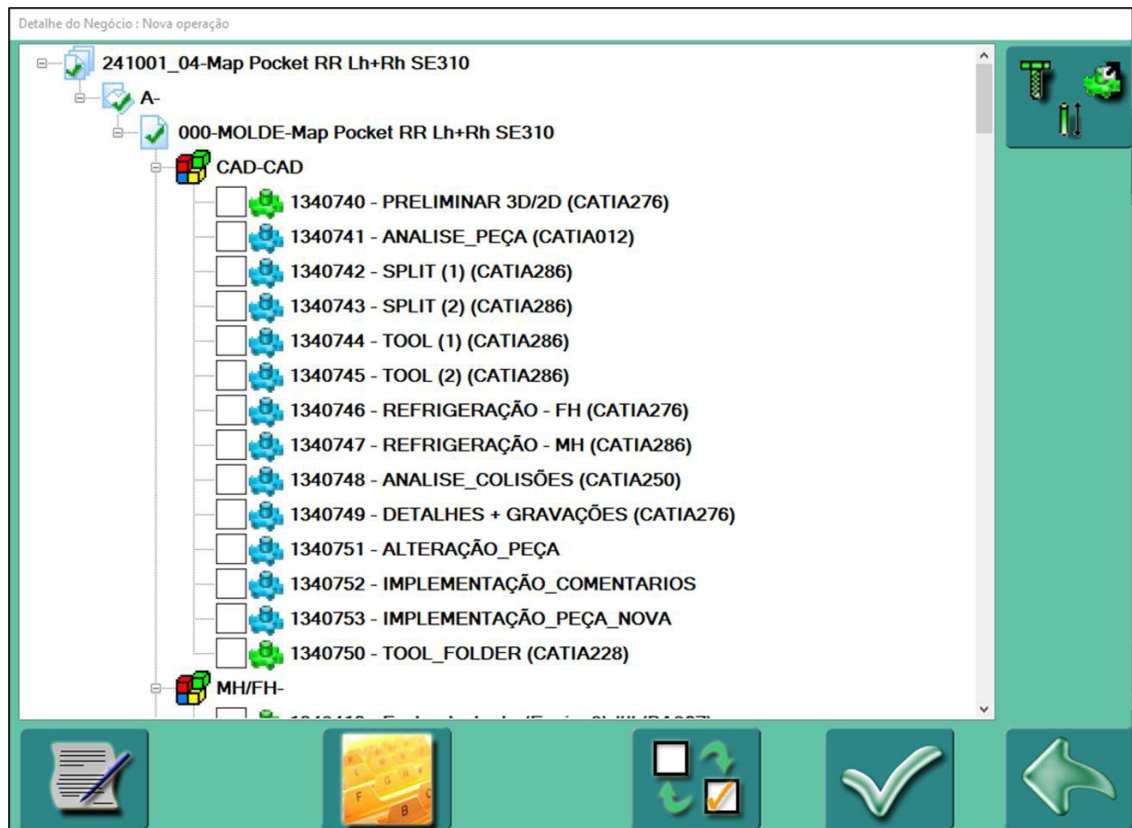 Detalhe do Negócio : Nova operação
241001_04-Map Pocket RR Lh+Rh SE310
A-
000-MOLDE-Map Pocket RR Lh+Rh SE310
CAD-CAD
1340740 - PRELIMINAR 3D/2D (CATIA276)
1340741 - ANALISE_PEÇA (CATIA012)
1340742 - SPLIT (1) (CATIA286)
1340743 - SPLIT (2) (CATIA286)
1340744 - TOOL (1) (CATIA286)
1340745 - TOOL (2) (CATIA286)
1340746 - REFRIGERAÇÃO - FH (CATIA276)
1340747 - REFRIGERAÇÃO - MH (CATIA286)
1340748 - ANALISE_COLISÕES (CATIA250)
1340749 - DETALHES + GRAVAÇÕES (CATIA276)
1340751 - ALTERAÇÃO_PEÇA
1340752 - IMPLEMENTAÇÃO_COMENTARIOS
1340753 - IMPLEMENTAÇÃO_PEÇA_NOVA
1340750 - TOOL_FOLDER (CATIA228)
MH/FH-